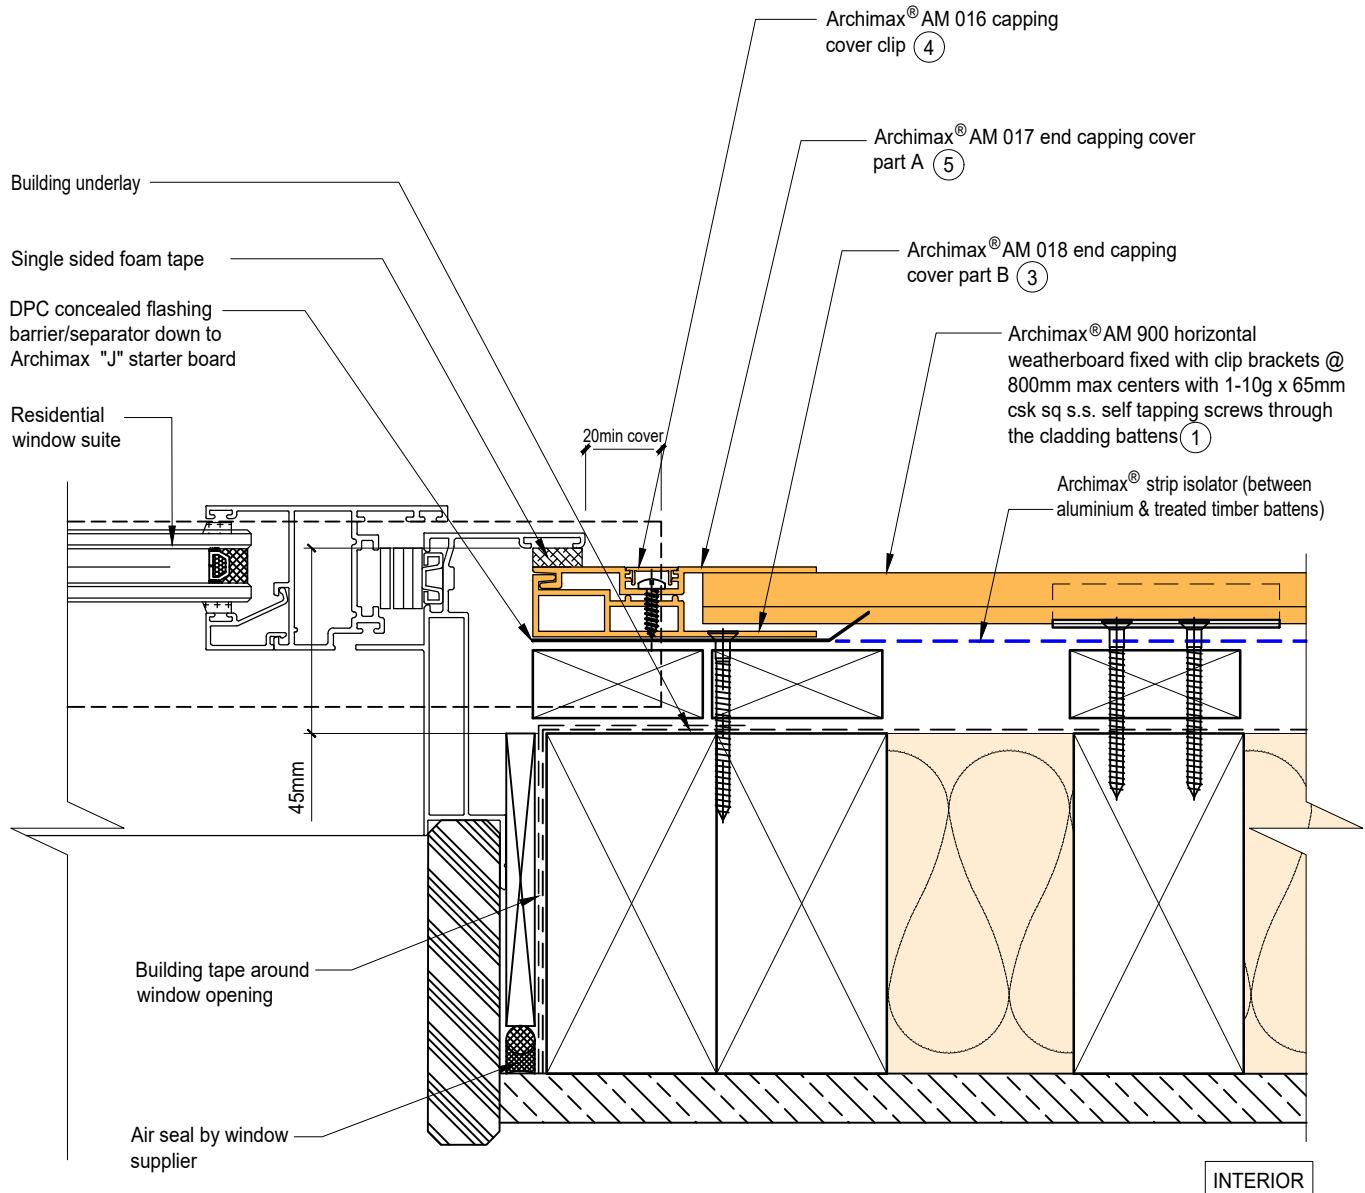 Archimax® AM 016 capping
cover clip 4
Archimax® AM 017 end capping cover
part A 5
Building underlay
Single sided foam tape
Archimax® AM 018 end capping
cover part B 3
DPC concealed flashing
barrier/separator down to
Archimax "J" starter board
Archimax® AM 900 horizontal
weatherboard fixed with clip brackets @
800mm max centers with 1-10g x 65mm
csk sq s.s. self tapping screws through
the cladding battens 1
Residential
window suite
20min cover
Archimax® strip isolator (between
aluminium & treated timber battens)
45mm
Building tape around
window opening
Air seal by window
supplier
INTERIOR